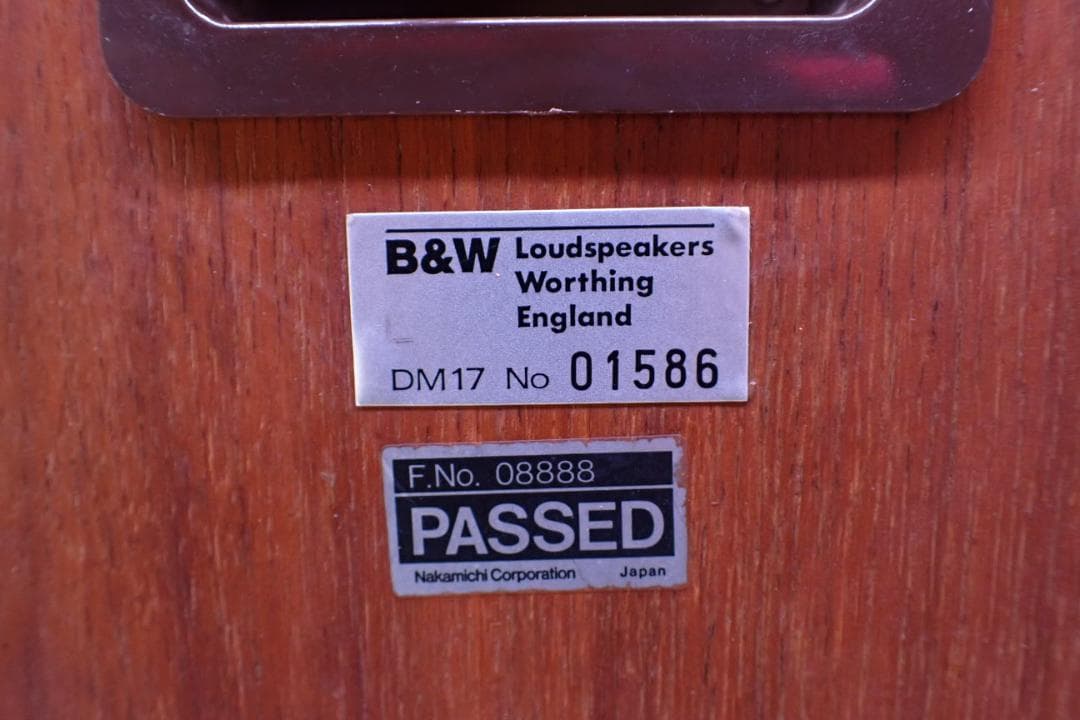 B&W Loudspeakers
Worthing
England
DM17 No 01586
F.No. 08888
PASSED
Nakamichi Corporation Japan